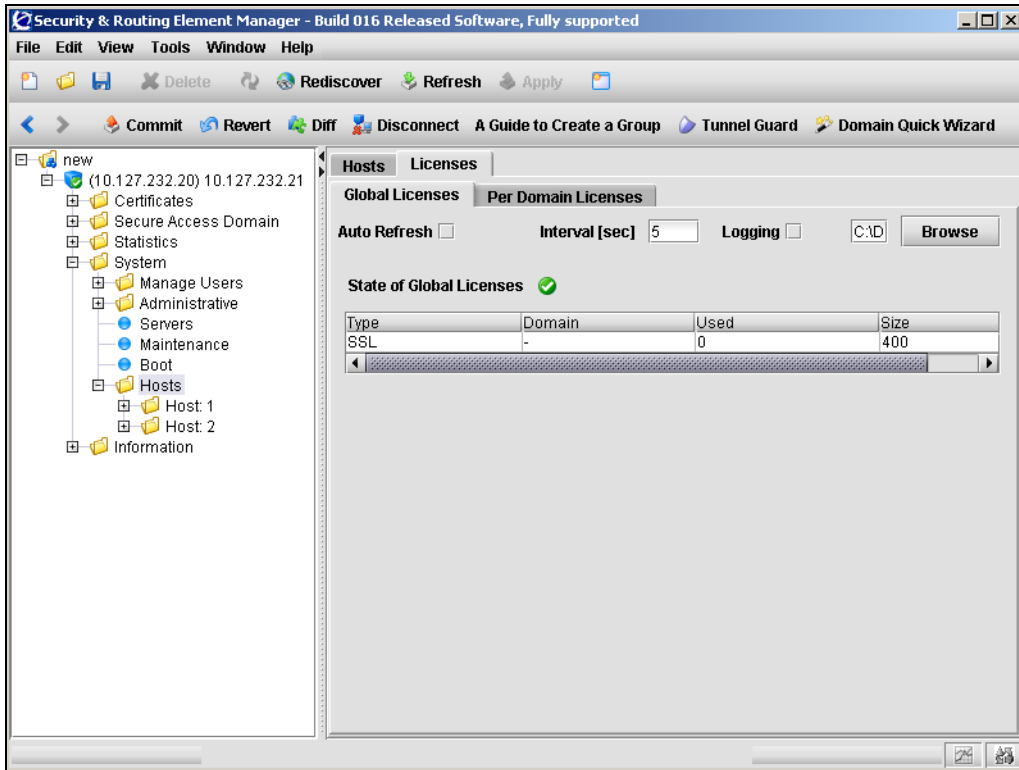 Security & Routing Element Manager - Build 016 Released Software, Fully supported
File Edit View Tools Window Help
Delete Rediscover Refresh Apply
Commit Revert Diff Disconnect A Guide to Create a Group Tunnel Guard Domain Quick Wizard
new
(10.127.232.20) 10.127.232.21
Certificates
Secure Access Domain
Statistics
System
Manage Users
Administrative
Servers
Maintenance
Boot
Hosts
Host: 1
Host: 2
Information
Hosts Licenses
Global Licenses Per Domain Licenses
Auto Refresh Interval [sec] 5 Logging C:\D Browse
State of Global Licenses
Type Domain Used Size
SSL - 0 400